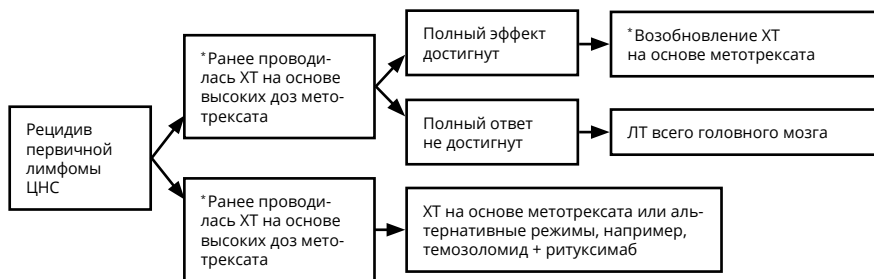 Рецидив
первичной
лимфомы
ЦНС
*Ранее проводи-
лась ХТ на основе
высоких доз мето-
трексата
Полный эффект
достигнут
*Возобновление ХТ
на основе метотрексата
Полный ответ
не достигнут
ЛТ всего головного мозга
*Ранее проводи-
лась ХТ на основе
высоких доз мето-
трексата
ХТ на основе метотрексата или аль-
тернативные режимы, например,
темозоломид + ритуксимаб